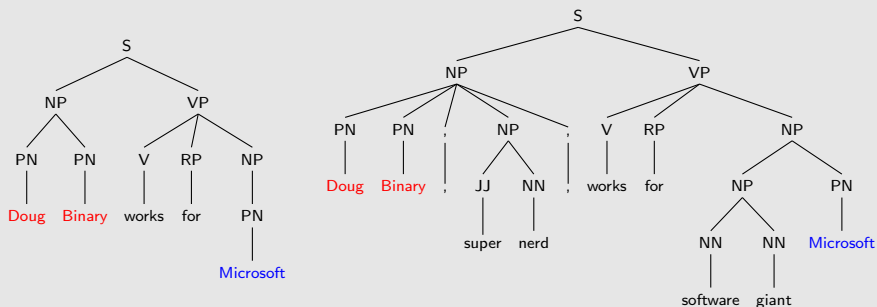 S
NP VP
PN PN V RP NP
Doug Binary works for PN
Microsoft
S
NP VP
PN PN , NP , V RP NP
Doug Binary , JJ NN , works for NP PN
super nerd NN NN Microsoft
software giant